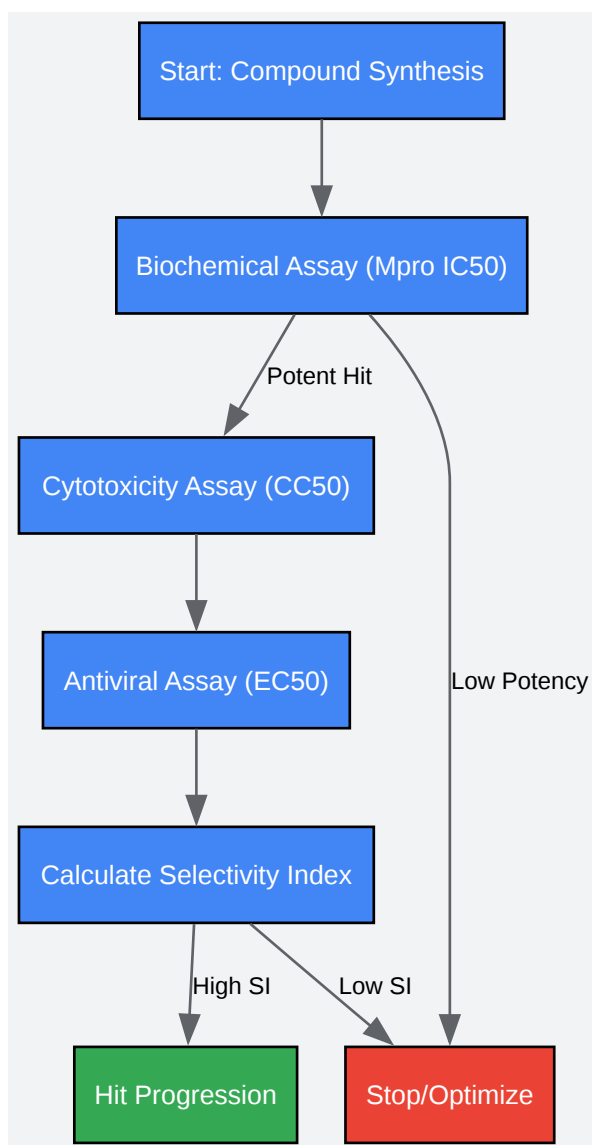 Start: Compound Synthesis
Biochemical Assay (Mpro IC50)
Potent Hit
Cytotoxicity Assay (CC50)
Antiviral Assay (EC50)
Low Potency
Calculate Selectivity Index
High SI
Low SI
Hit Progression
Stop/Optimize